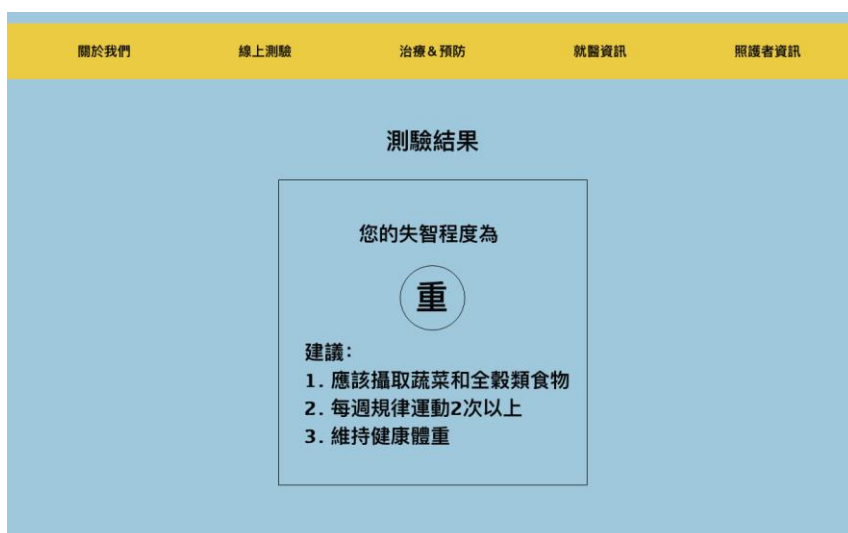 關於我們 線上測驗 治療&預防 就醫資訊 照護者資訊
測驗結果
您的失智程度為
重
建議：
1. 應該攝取蔬菜和全穀類食物
2. 每週規律運動2次以上
3. 維持健康體重